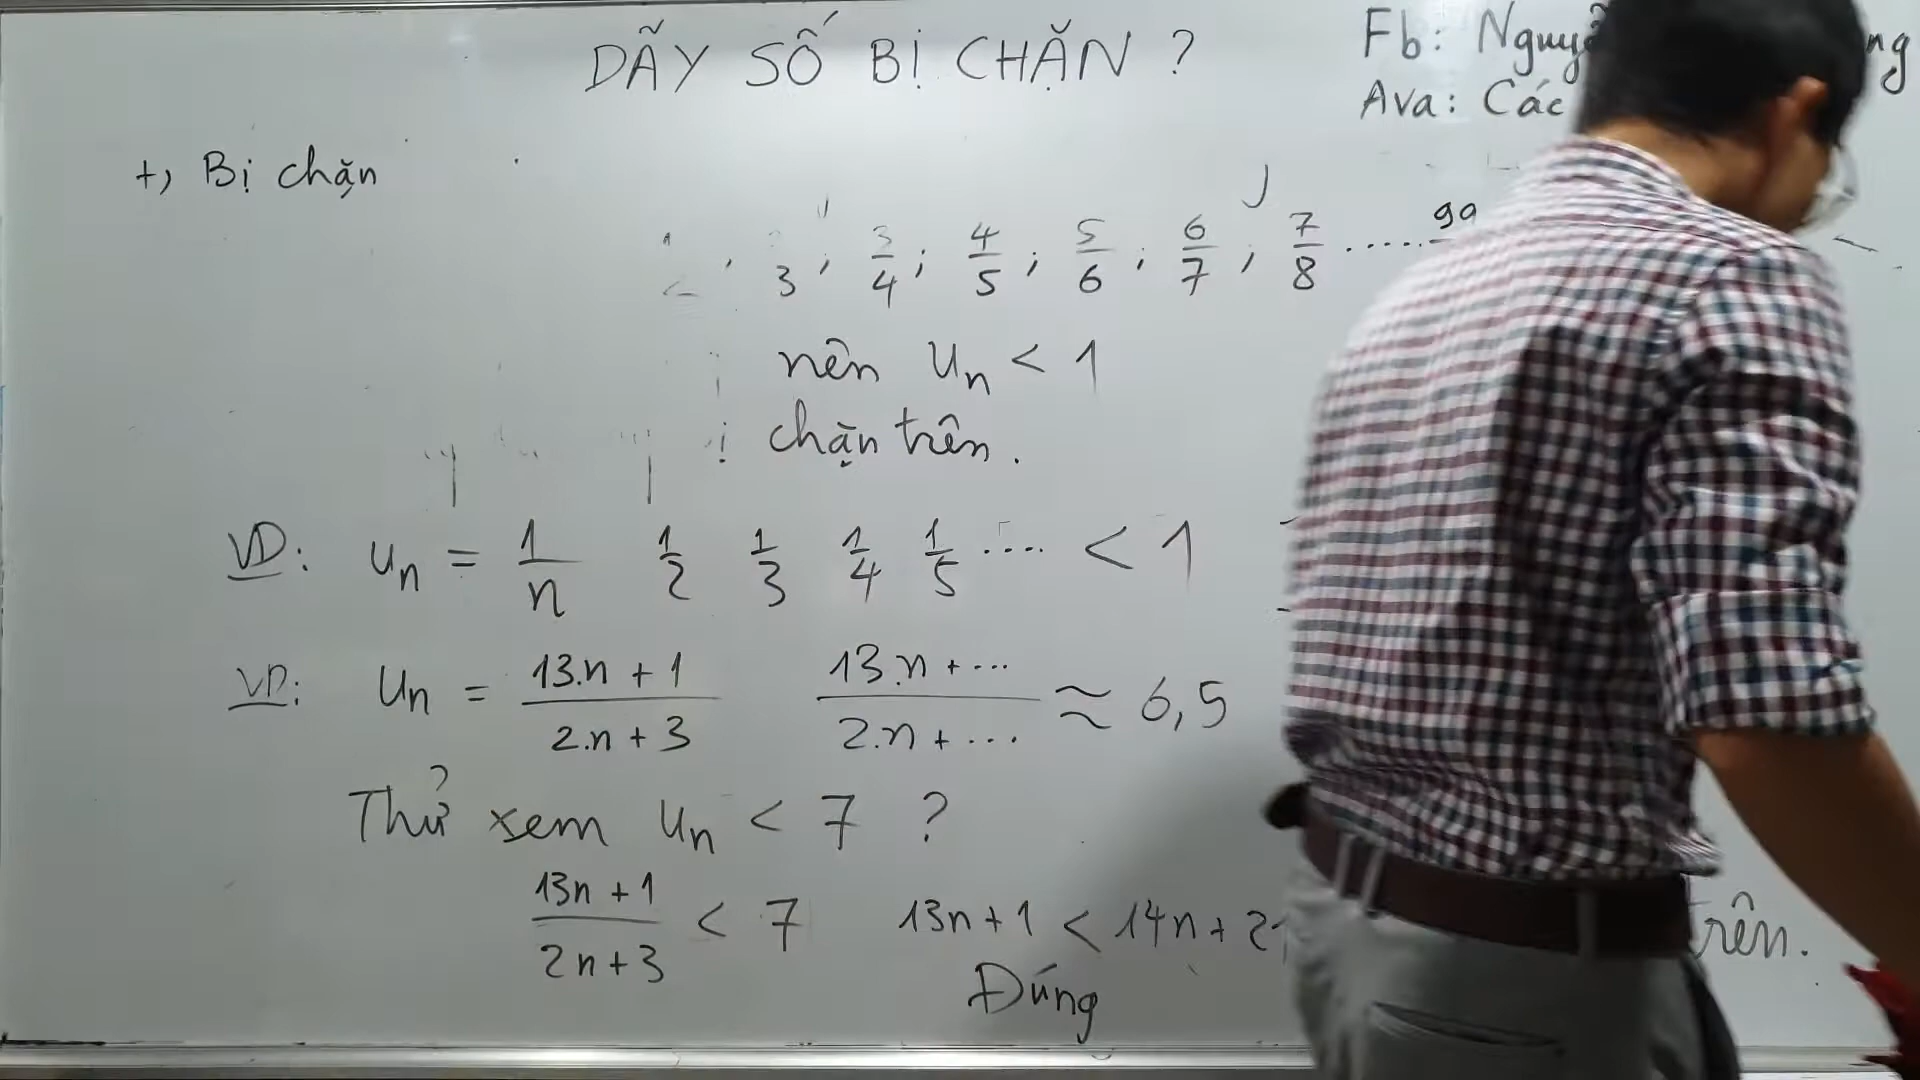 DÃY SỐ BỊ CHẶN ?
Fb:
Ava: Các
+, Bị chặn
3 ; 3/4 ; 4/5 ; 5/6 ; 6/7 ; 7/8 ..... 99
nên uₙ < 1
chặn trên.
VD: uₙ = 1/n 1/2 1/3 1/4 1/5 .... < 1
VD: uₙ = (13.n + 1)/(2.n + 3) (13.n + ...)/(2.n + ...) ≈ 6,5
Thử xem uₙ < 7 ?
(13n + 1)/(2n + 3) < 7 13n + 1 < 14n + 21 trên.
Đúng